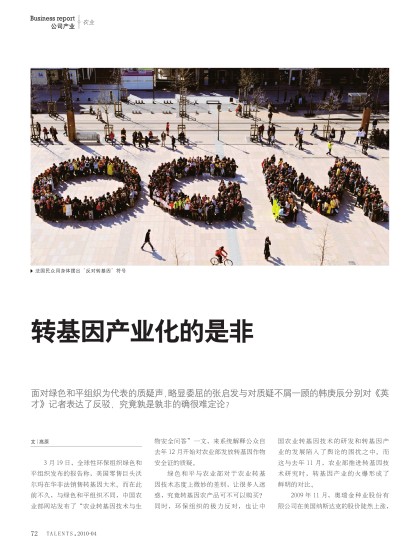 Business report
公司产业
农业
法国民众用身体摆出“反对转基因”符号
转基因产业化的是非
面对绿色和平组织为代表的质疑声,略显委屈的张启发与对质疑不屑一顾的韩庚辰分别对《英
才》记者表达了反驳。究竟孰是孰非的确很难定论?
3月19日，全球性环保组织绿色和
平组织发布的报告称，英国零售巨头沃
尔玛在华非法销售转基因大米。而在此
前不久，与绿色和平组织不同，中国农
业部网站发布了“农业转基因技术与生
物安全问答”一文，来系统解释公众自
去年12月开始对农业部发放转基因作物
安全证的质疑。
绿色和平与农业部对于农业转基
因技术态度上微妙的差别，让很多人迷
惑，究竟转基因农产品可不可以购买？
同时，环保组织的极力反对，也让中
国农业转基因技术的研发和转基因产
业的发展陷入了舆论的围攻之中。而
这与去年11月，农业部推进转基因技
术研究时，转基因产业的火爆形成了
鲜明的对比。
2009年11月，奥瑞金种业股份有
限公司在美国纳斯达克的股价陡然上涨，
72 TALENTS.2010-04